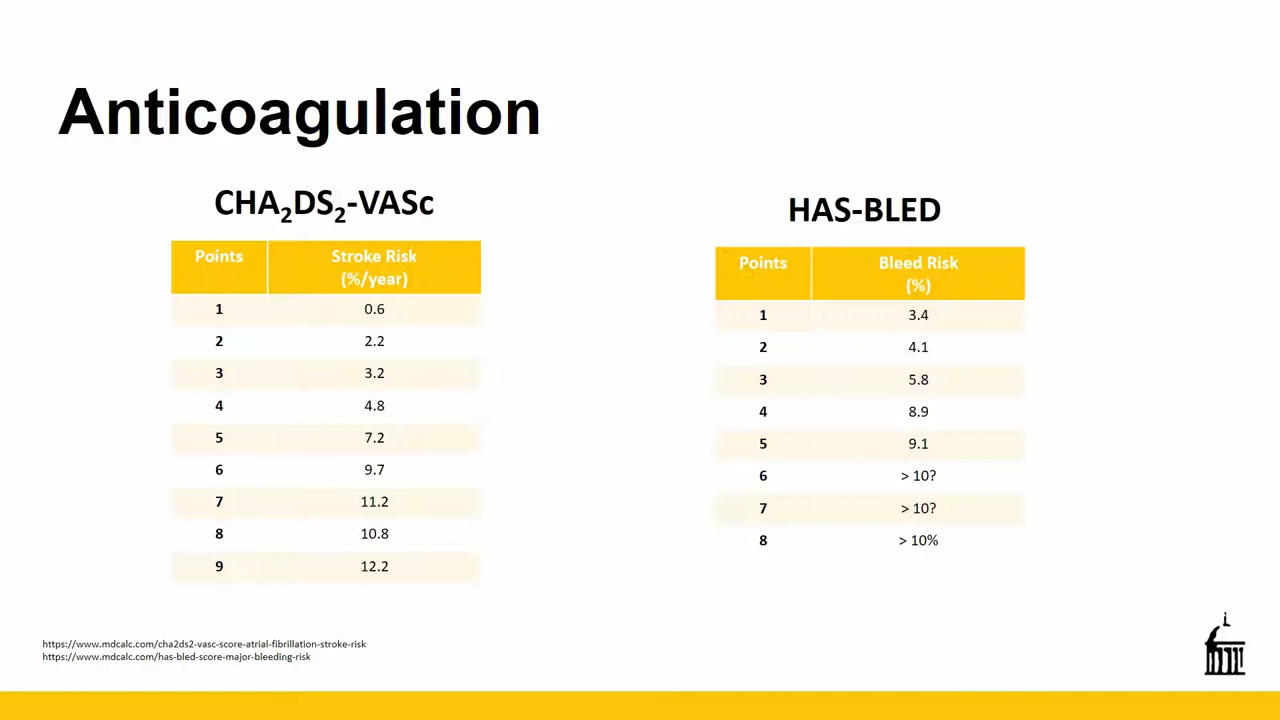 Anticoagulation
CHA₂DS₂-VASc
Points Stroke Risk (%/year)
1 0.6
2 2.2
3 3.2
4 4.8
5 7.2
6 9.7
7 11.2
8 10.8
9 12.2
HAS-BLED
Points Bleed Risk (%)
1 3.4
2 4.1
3 5.8
4 8.9
5 9.1
6 > 10?
7 > 10?
8 > 10%
https://www.mdcalc.com/cha2ds2-vasc-score-atrial-fibrillation-stroke-risk
https://www.mdcalc.com/has-bled-score-major-bleeding-risk